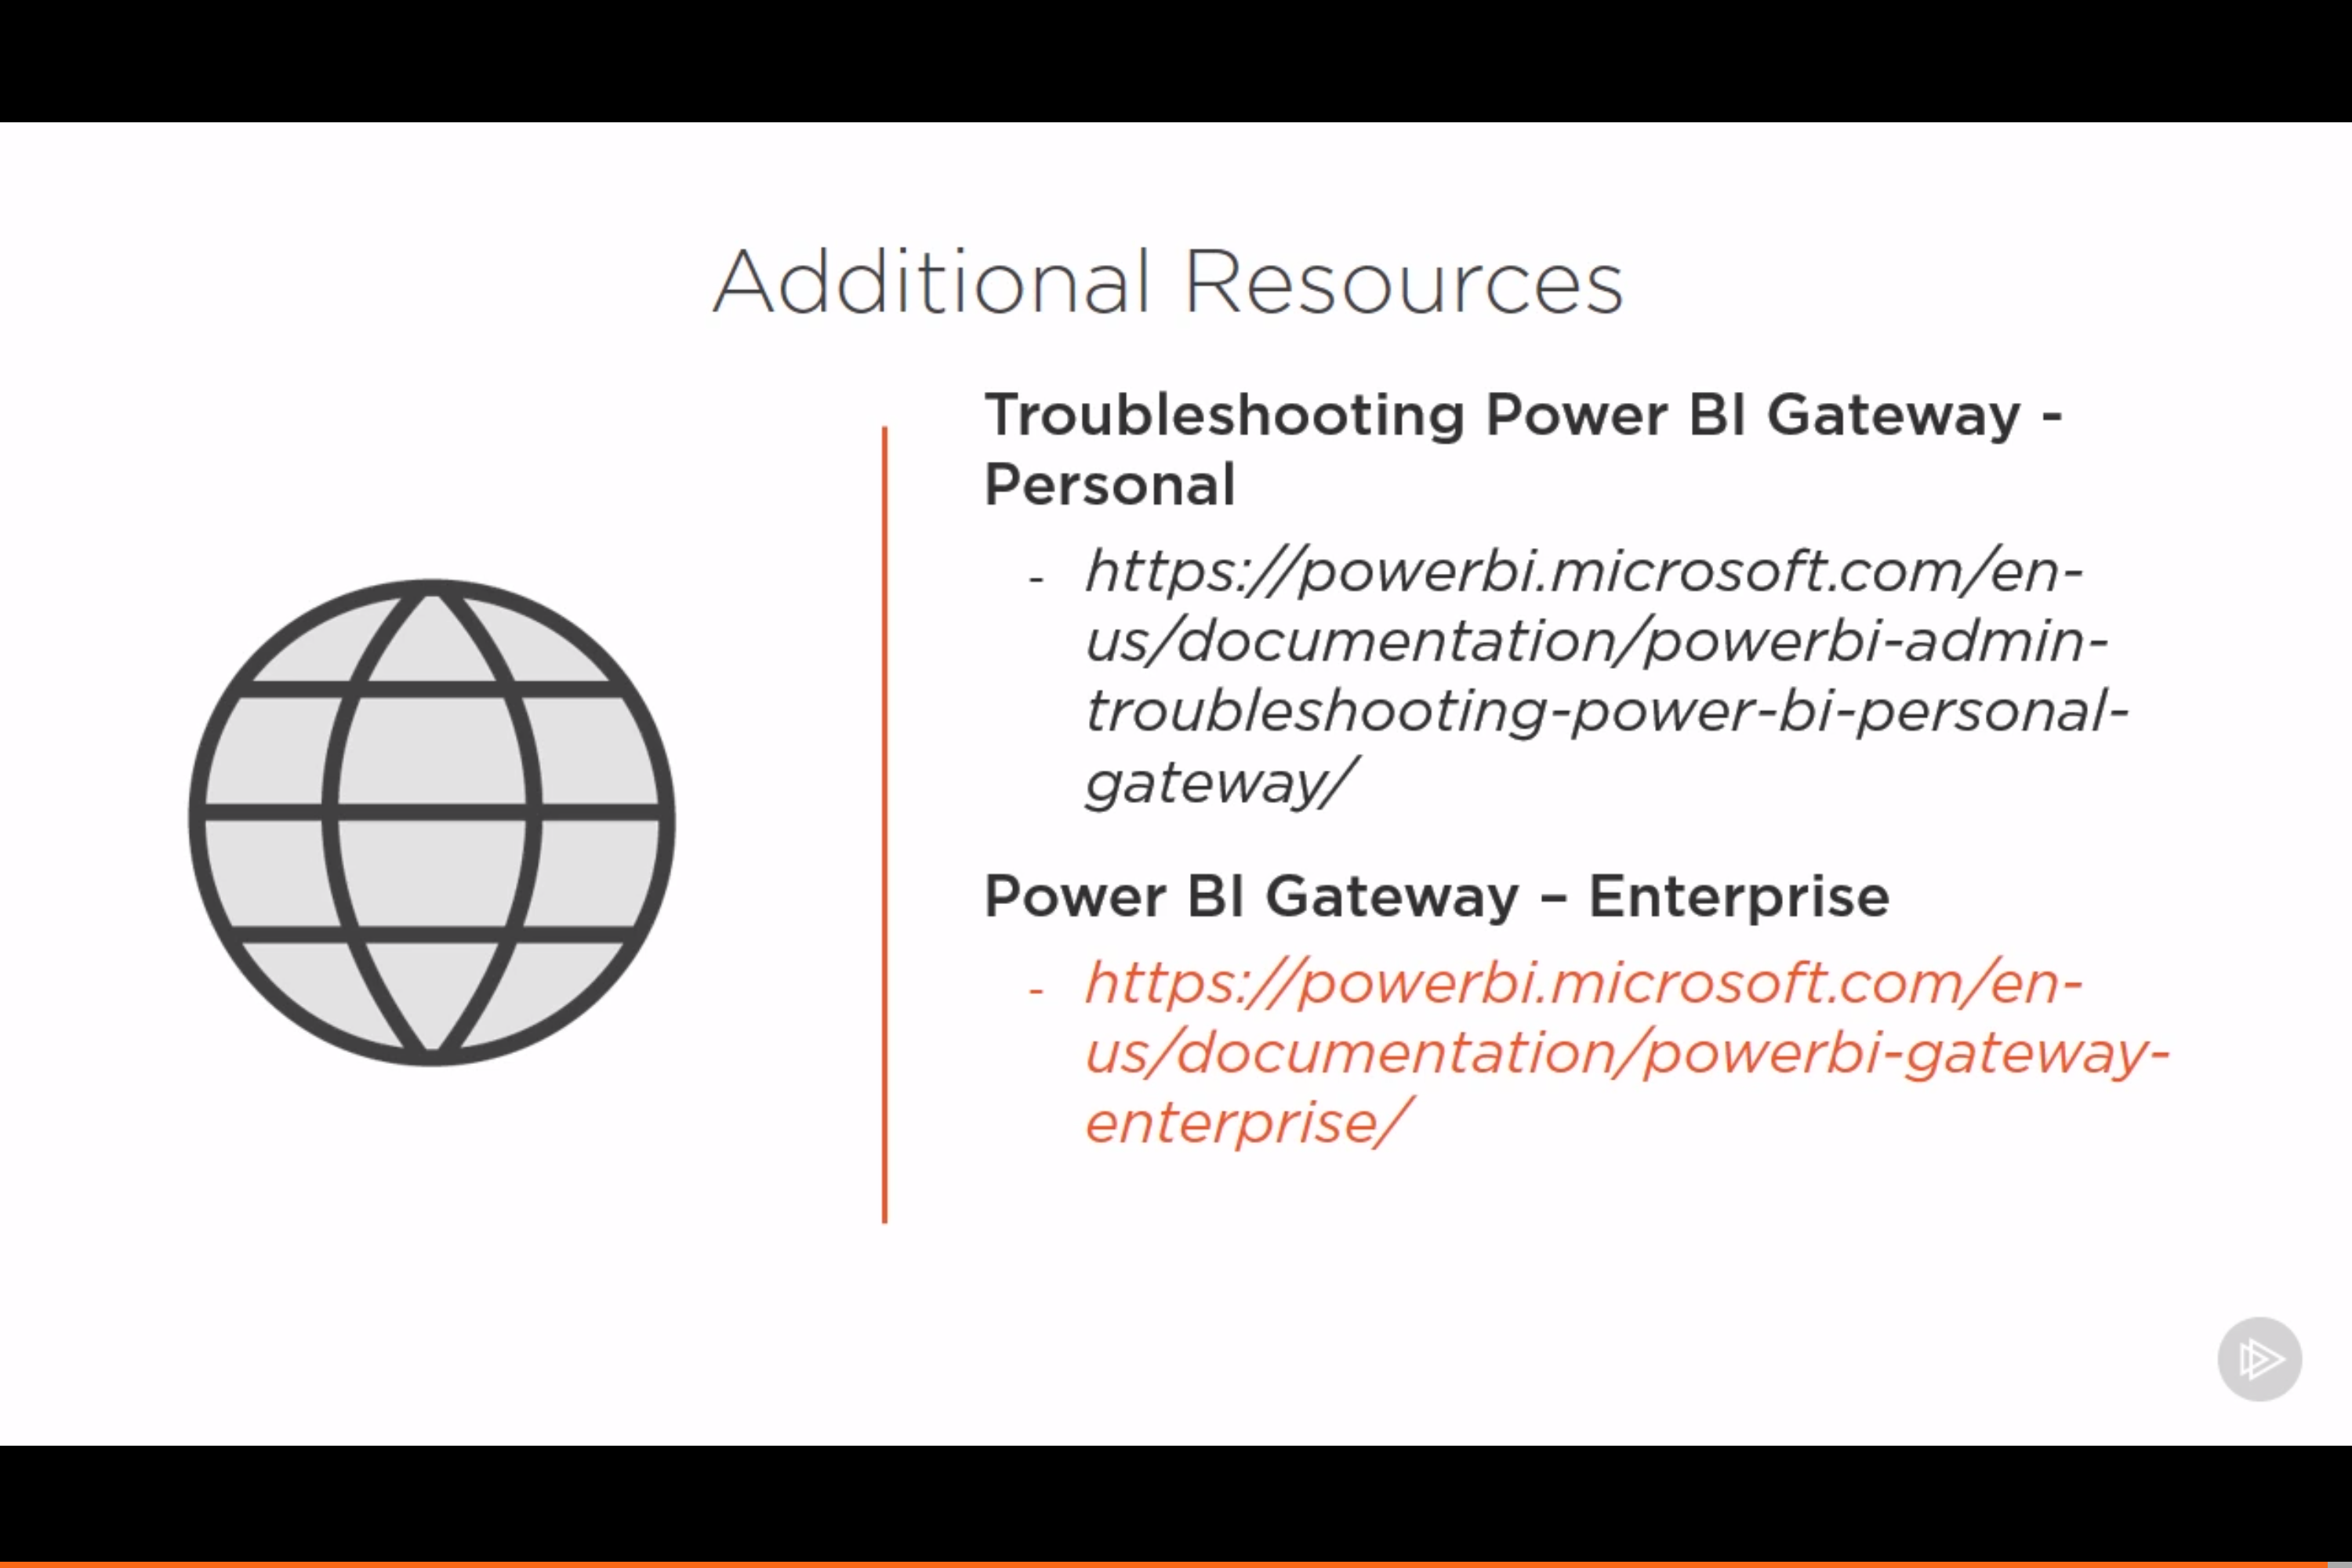 Additional Resources
Troubleshooting Power BI Gateway -
Personal
- https://powerbi.microsoft.com/en-
us/documentation/powerbi-admin-
troubleshooting-power-bi-personal-
gateway/
Power BI Gateway – Enterprise
- https://powerbi.microsoft.com/en-
us/documentation/powerbi-gateway-
enterprise/